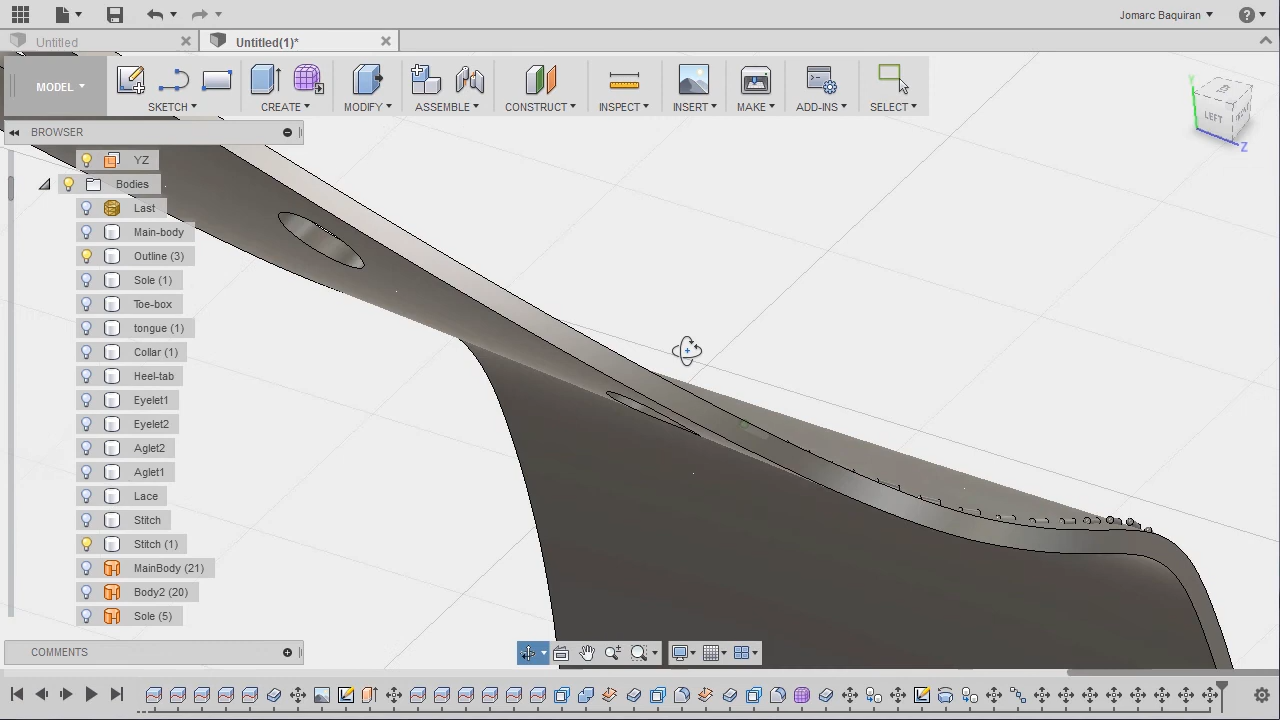 Jomarc Baquiran
Untitled
Untitled(1)*
MODEL
SKETCH
CREATE
MODIFY
ASSEMBLE
CONSTRUCT
INSPECT
INSERT
MAKE
ADD-INS
SELECT
BROWSER
Y
LEFT
Z
YZ
Bodies
Last
Main-body
Outline (3)
Sole (1)
Toe-box
tongue (1)
Collar (1)
Heel-tab
Eyelet1
Eyelet2
Aglet2
Aglet1
Lace
Stitch
Stitch (1)
MainBody (21)
Body2 (20)
Sole (5)
COMMENTS